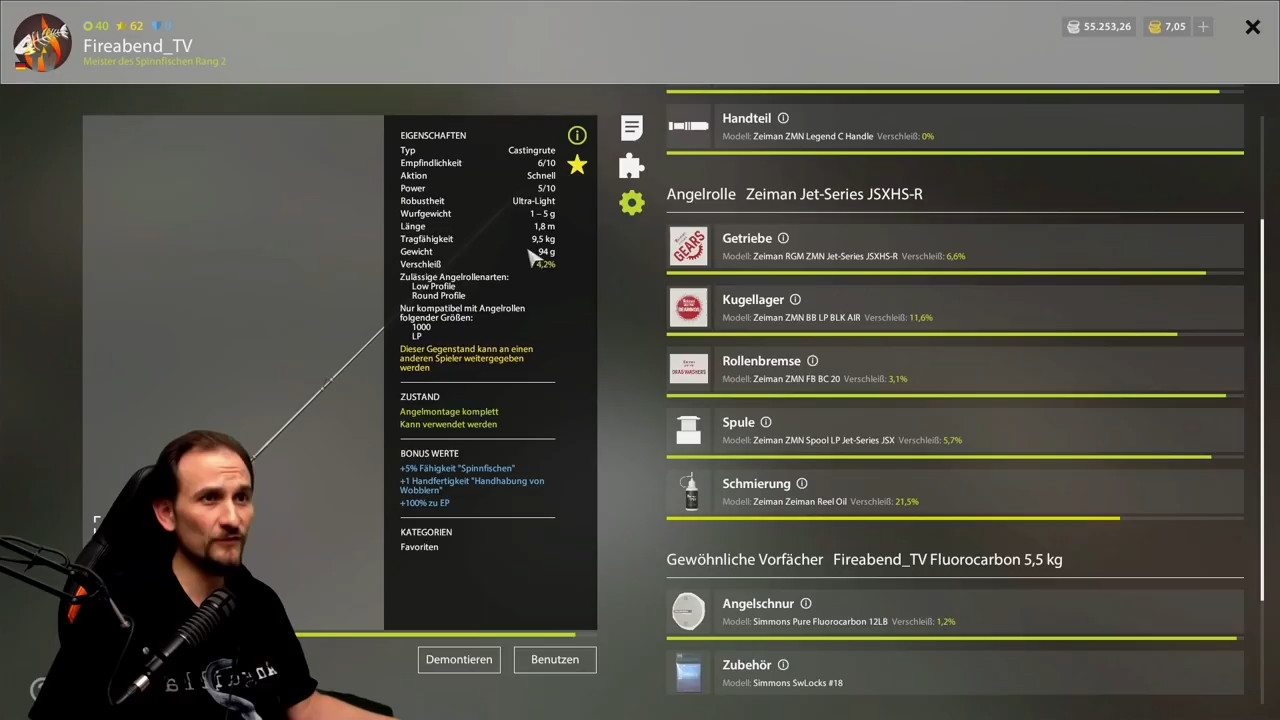 40 62 0
Fireabend_TV
Meister des Spinnfischen Rang 2
55.253,26 7,05 +
EIGENSCHAFTEN
Typ Castingrute
Empfindlichkeit 6/10
Aktion Schnell
Power 5/10
Robustheit Ultra-Light
Wurfgewicht 1 – 5 g
Länge 1,8 m
Tragfähigkeit 9,5 kg
Gewicht 94 g
Verschleiß 4,2%
Zulässige Angelrollenarten:
Low Profile
Round Profile
Nur kompatibel mit Angelrollen
folgender Größen:
1000
LP
Dieser Gegenstand kann an einen
anderen Spieler weitergegeben
werden
ZUSTAND
Angelmontage komplett
Kann verwendet werden
BONUS WERTE
+5% Fähigkeit "Spinnfischen"
+1 Handfertigkeit "Handhabung von
Wobblern"
+100% zu EP
KATEGORIEN
Favoriten
Demontieren Benutzen
Handteil
Modell: Zeiman ZMN Legend C Handle Verschleiß: 0%
Angelrolle Zeiman Jet-Series JSXHS-R
Getriebe
Modell: Zeiman RGM ZMN Jet-Series JSXHS-R Verschleiß: 6,6%
GEARS
Kugellager
Modell: Zeiman ZMN BB LP BLK AIR Verschleiß: 11,6%
Rollenbremse
Modell: Zeiman ZMN FB BC 20 Verschleiß: 3,1%
DRAG WASHERS
Spule
Modell: Zeiman ZMN Spool LP Jet-Series JSX Verschleiß: 5,7%
Schmierung
Modell: Zeiman Zeiman Reel Oil Verschleiß: 21,5%
Gewöhnliche Vorfächer Fireabend_TV Fluorocarbon 5,5 kg
Angelschnur
Modell: Simmons Pure Fluorocarbon 12LB Verschleiß: 1,2%
Zubehör
Modell: Simmons SwLocks #18